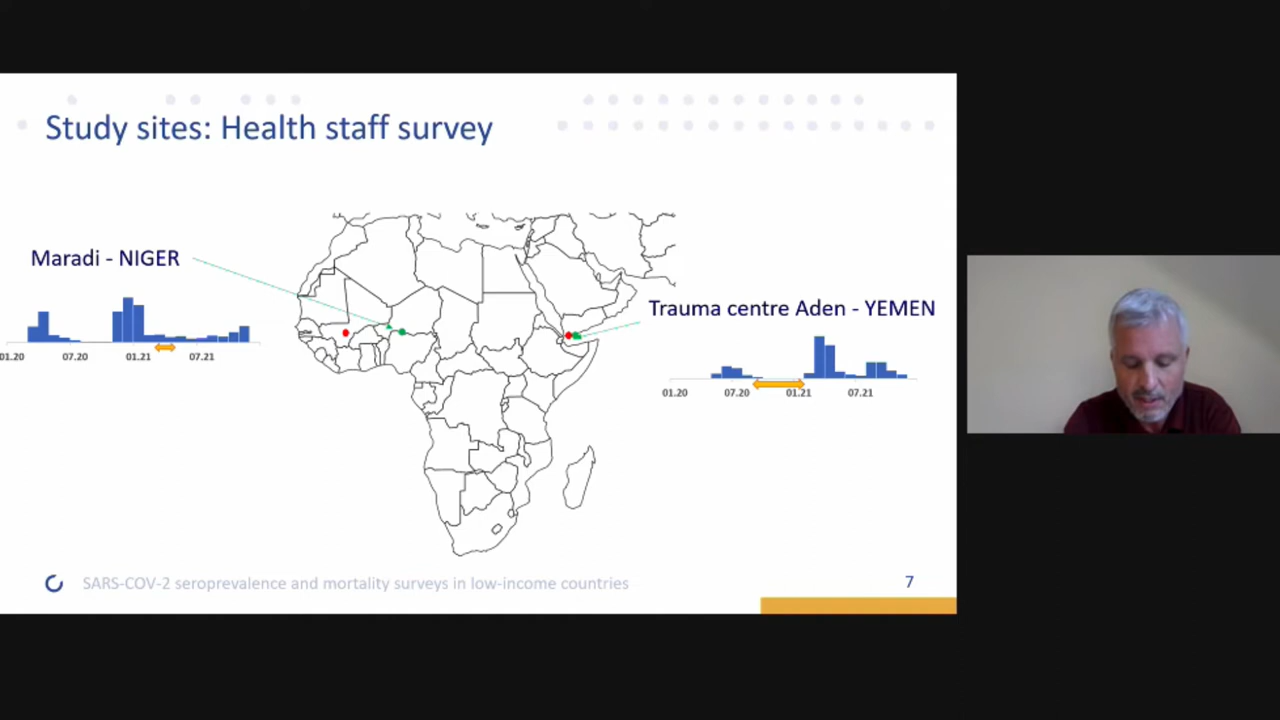 Study sites: Health staff survey
Maradi - NIGER
01.20 07.20 01.21 07.21
Trauma centre Aden - YEMEN
01.20 07.20 01.21 07.21
SARS-COV-2 seroprevalence and mortality surveys in low-income countries
7